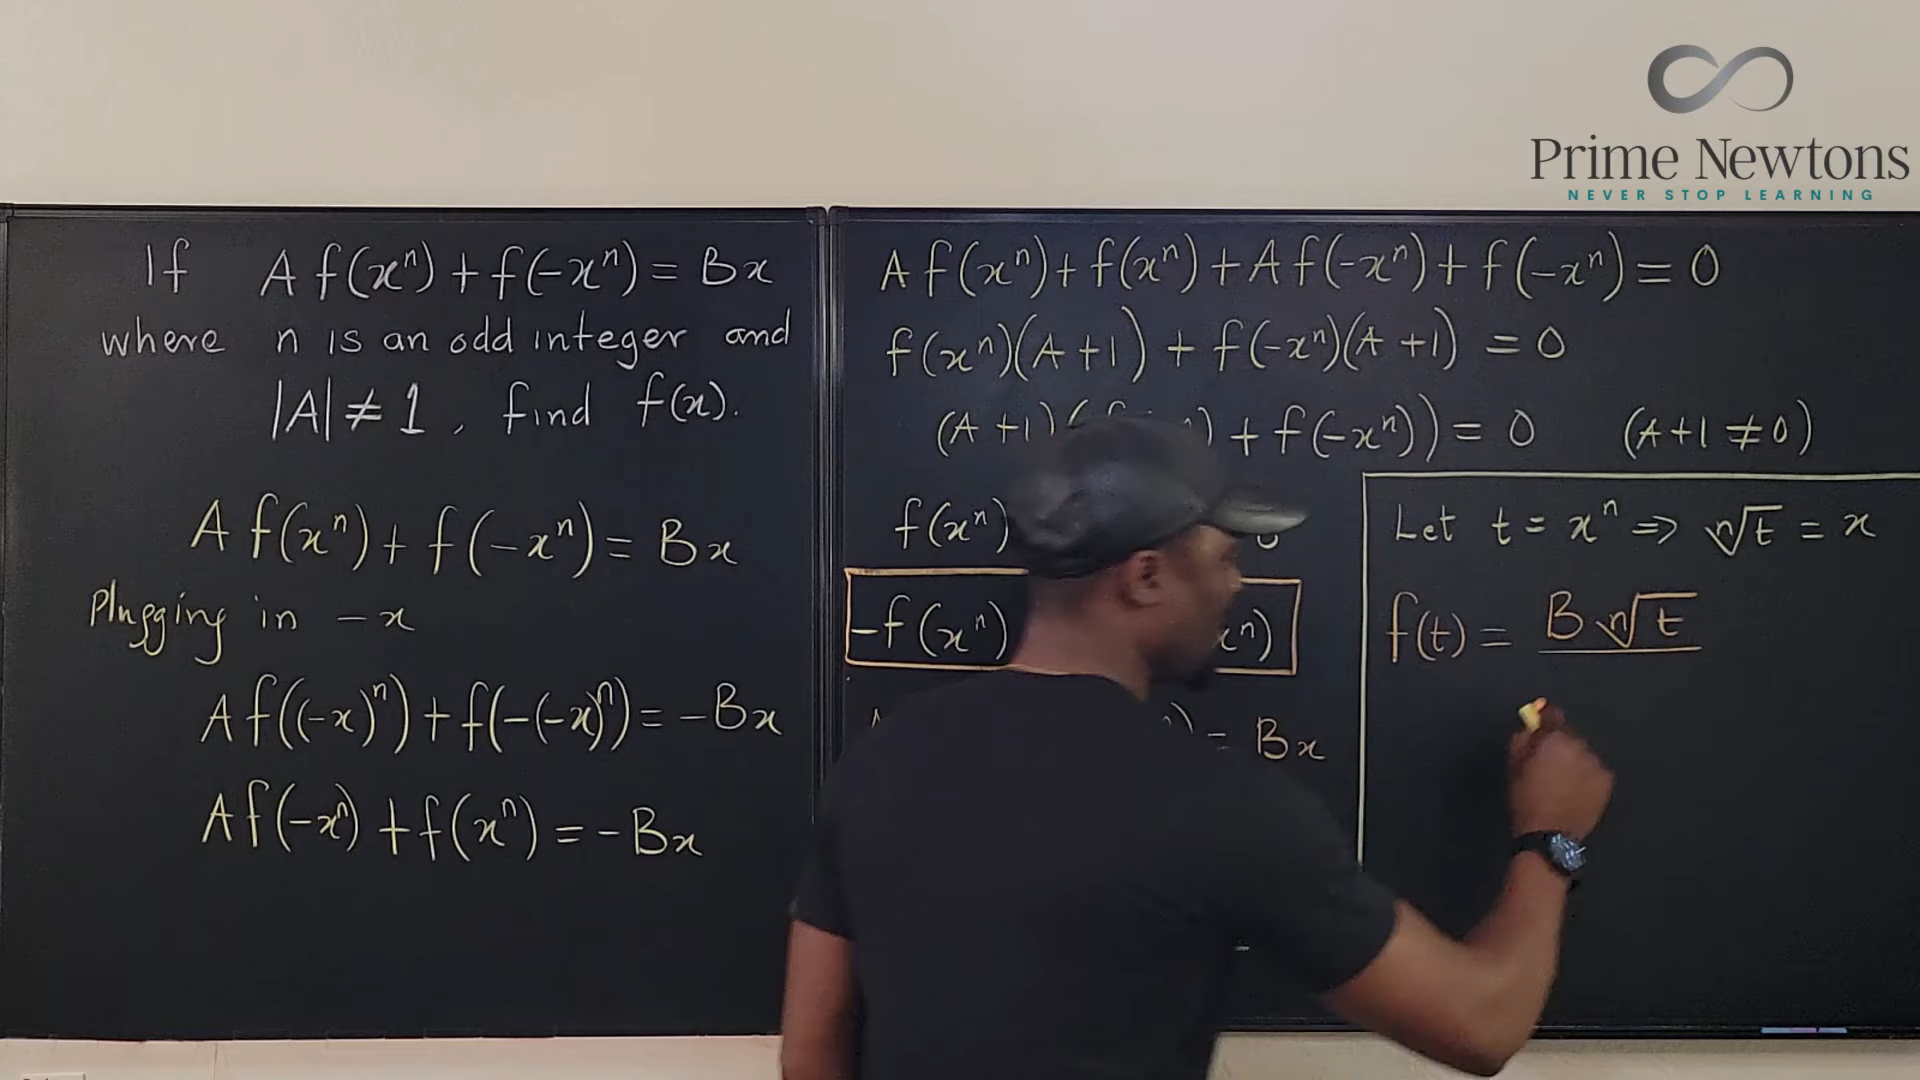 Prime Newtons
NEVER STOP LEARNING
If A f(xⁿ) + f(-xⁿ) = Bx
where n is an odd integer and
|A| ≠ 1, find f(x).
A f(xⁿ) + f(-xⁿ) = Bx
Plugging in -x
A f((-x)ⁿ) + f(-(-x)ⁿ) = -Bx
A f(-xⁿ) + f(xⁿ) = -Bx
A f(xⁿ) + f(xⁿ) + A f(-xⁿ) + f(-xⁿ) = 0
f(xⁿ)(A +1) + f(-xⁿ)(A +1) = 0
(A +1)( ) + f(-xⁿ)) = 0 (A+1 ≠ 0)
f(xⁿ)
-f(xⁿ) xⁿ)
) = Bx
Let t = xⁿ ⇒ ⁿ√t = x
f(t) = B ⁿ√t